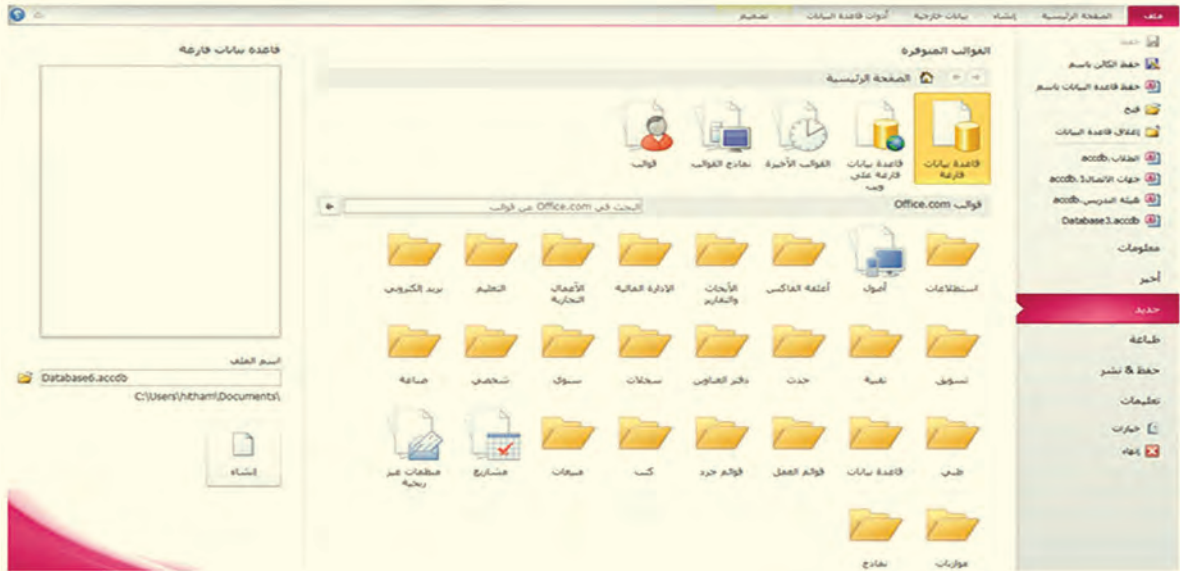 ملف الصفحة الرئيسية إنشاء بيانات خارجية أدوات قاعدة البيانات تصميم
حفظ
حفظ الكائن باسم
حفظ قاعدة البيانات باسم
فتح
إغلاق قاعدة البيانات
الطلاب.accdb
جهات الاتصال1.accdb
هيئة التدريس.accdb
Database3.accdb
معلومات
أخير
جديد
طباعة
حفظ & نشر
تعليمات
خيارات
إنهاء
القوالب المتوفرة
الصفحة الرئيسية
قاعدة بيانات فارغة
قاعدة بيانات فارغة على ويب
القوالب الأخيرة
نماذج القوالب
قوالب
قوالب Office.com
البحث في Office.com عن قوالب
استطلاعات
أصول
أغلفة الفاكس
الأبحاث والتقارير
الإدارة المالية
الأعمال التجارية
التعليم
بريد إلكتروني
تسويق
تقنية
حدث
دفتر العناوين
سجلات
سنوي
شخصي
صناعة
طبي
قاعدة بيانات
قوائم العمل
قوائم جرد
كتب
مبيعات
مشاريع
منظمات غير ربحية
موازنات
نماذج
قاعدة بيانات فارغة
اسم الملف
Database6.accdb
C:\Users\hitham\Documents\
إنشاء